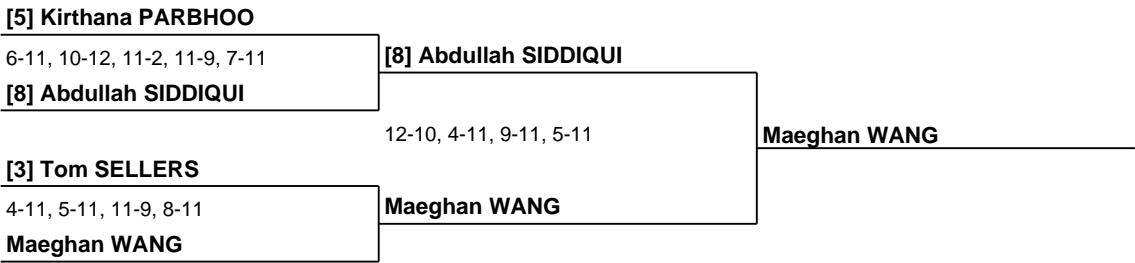 [5] Kirthana PARBHOO
6-11, 10-12, 11-2, 11-9, 7-11
[8] Abdullah SIDDIQUI
[8] Abdullah SIDDIQUI
12-10, 4-11, 9-11, 5-11
Maeghan WANG
[3] Tom SELLERS
4-11, 5-11, 11-9, 8-11
Maeghan WANG
Maeghan WANG